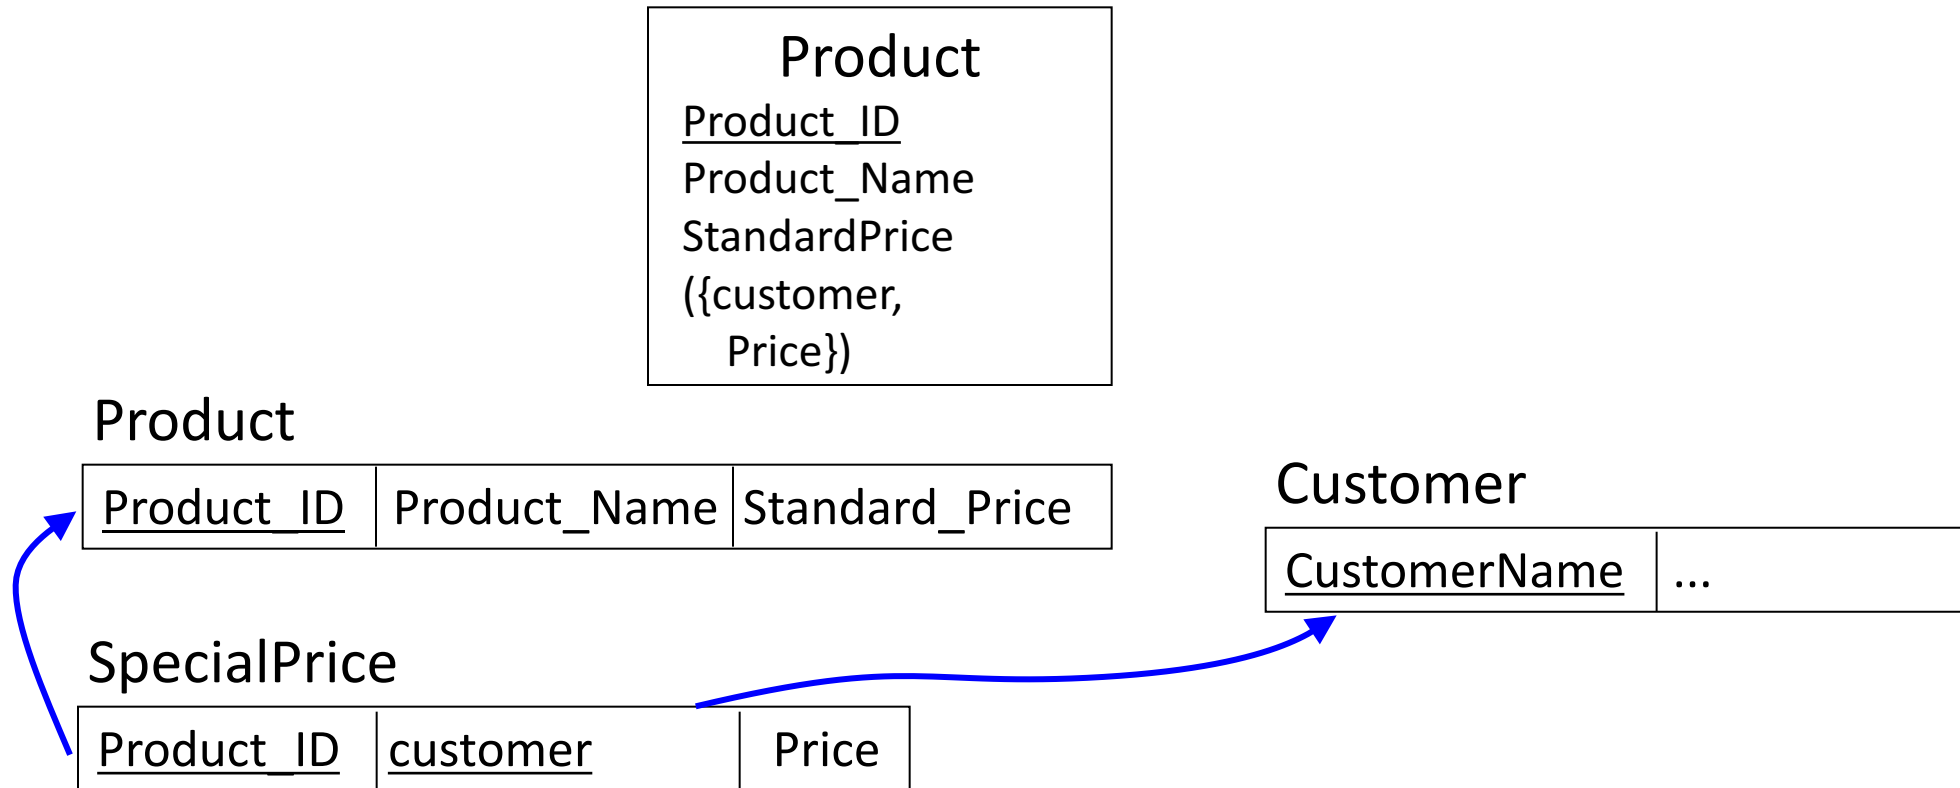 Product
Product_ID
Product_Name
StandardPrice
({customer,
Price})
Product
Product_ID Product_Name Standard_Price
Customer
CustomerName ...
SpecialPrice
Product_ID customer Price